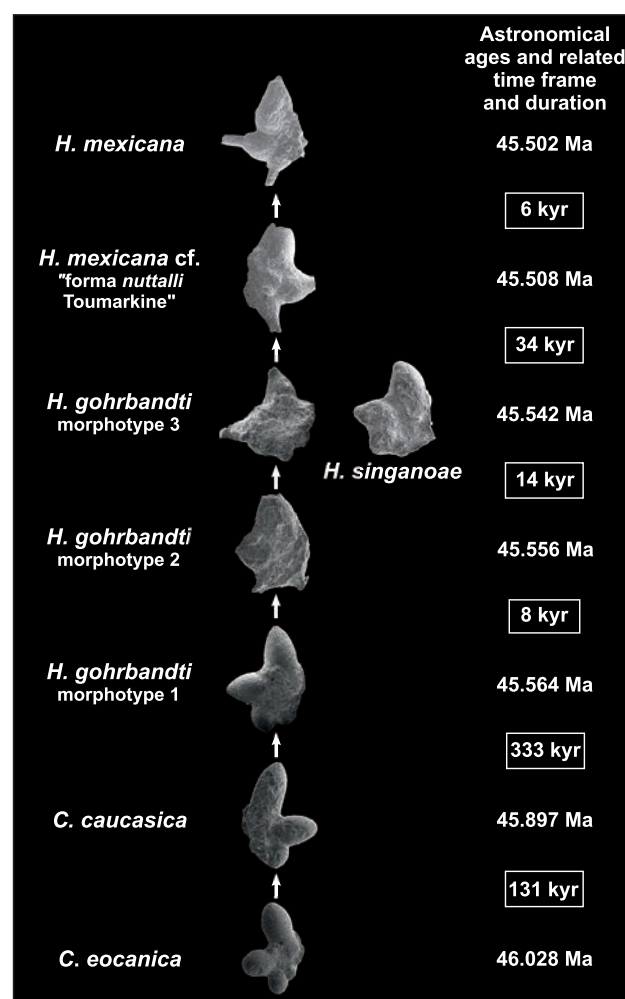 Astronomical
ages and related
time frame
and duration
H. mexicana
45.502 Ma
6 kyr
H. mexicana cf.
"forma nuttalli
Toumarkine"
45.508 Ma
34 kyr
H. gohrbandti
morphotype 3
45.542 Ma
H. singanoae
14 kyr
H. gohrbandti
morphotype 2
45.556 Ma
8 kyr
H. gohrbandti
morphotype 1
45.564 Ma
333 kyr
C. caucasica
45.897 Ma
131 kyr
C. eocanica
46.028 Ma